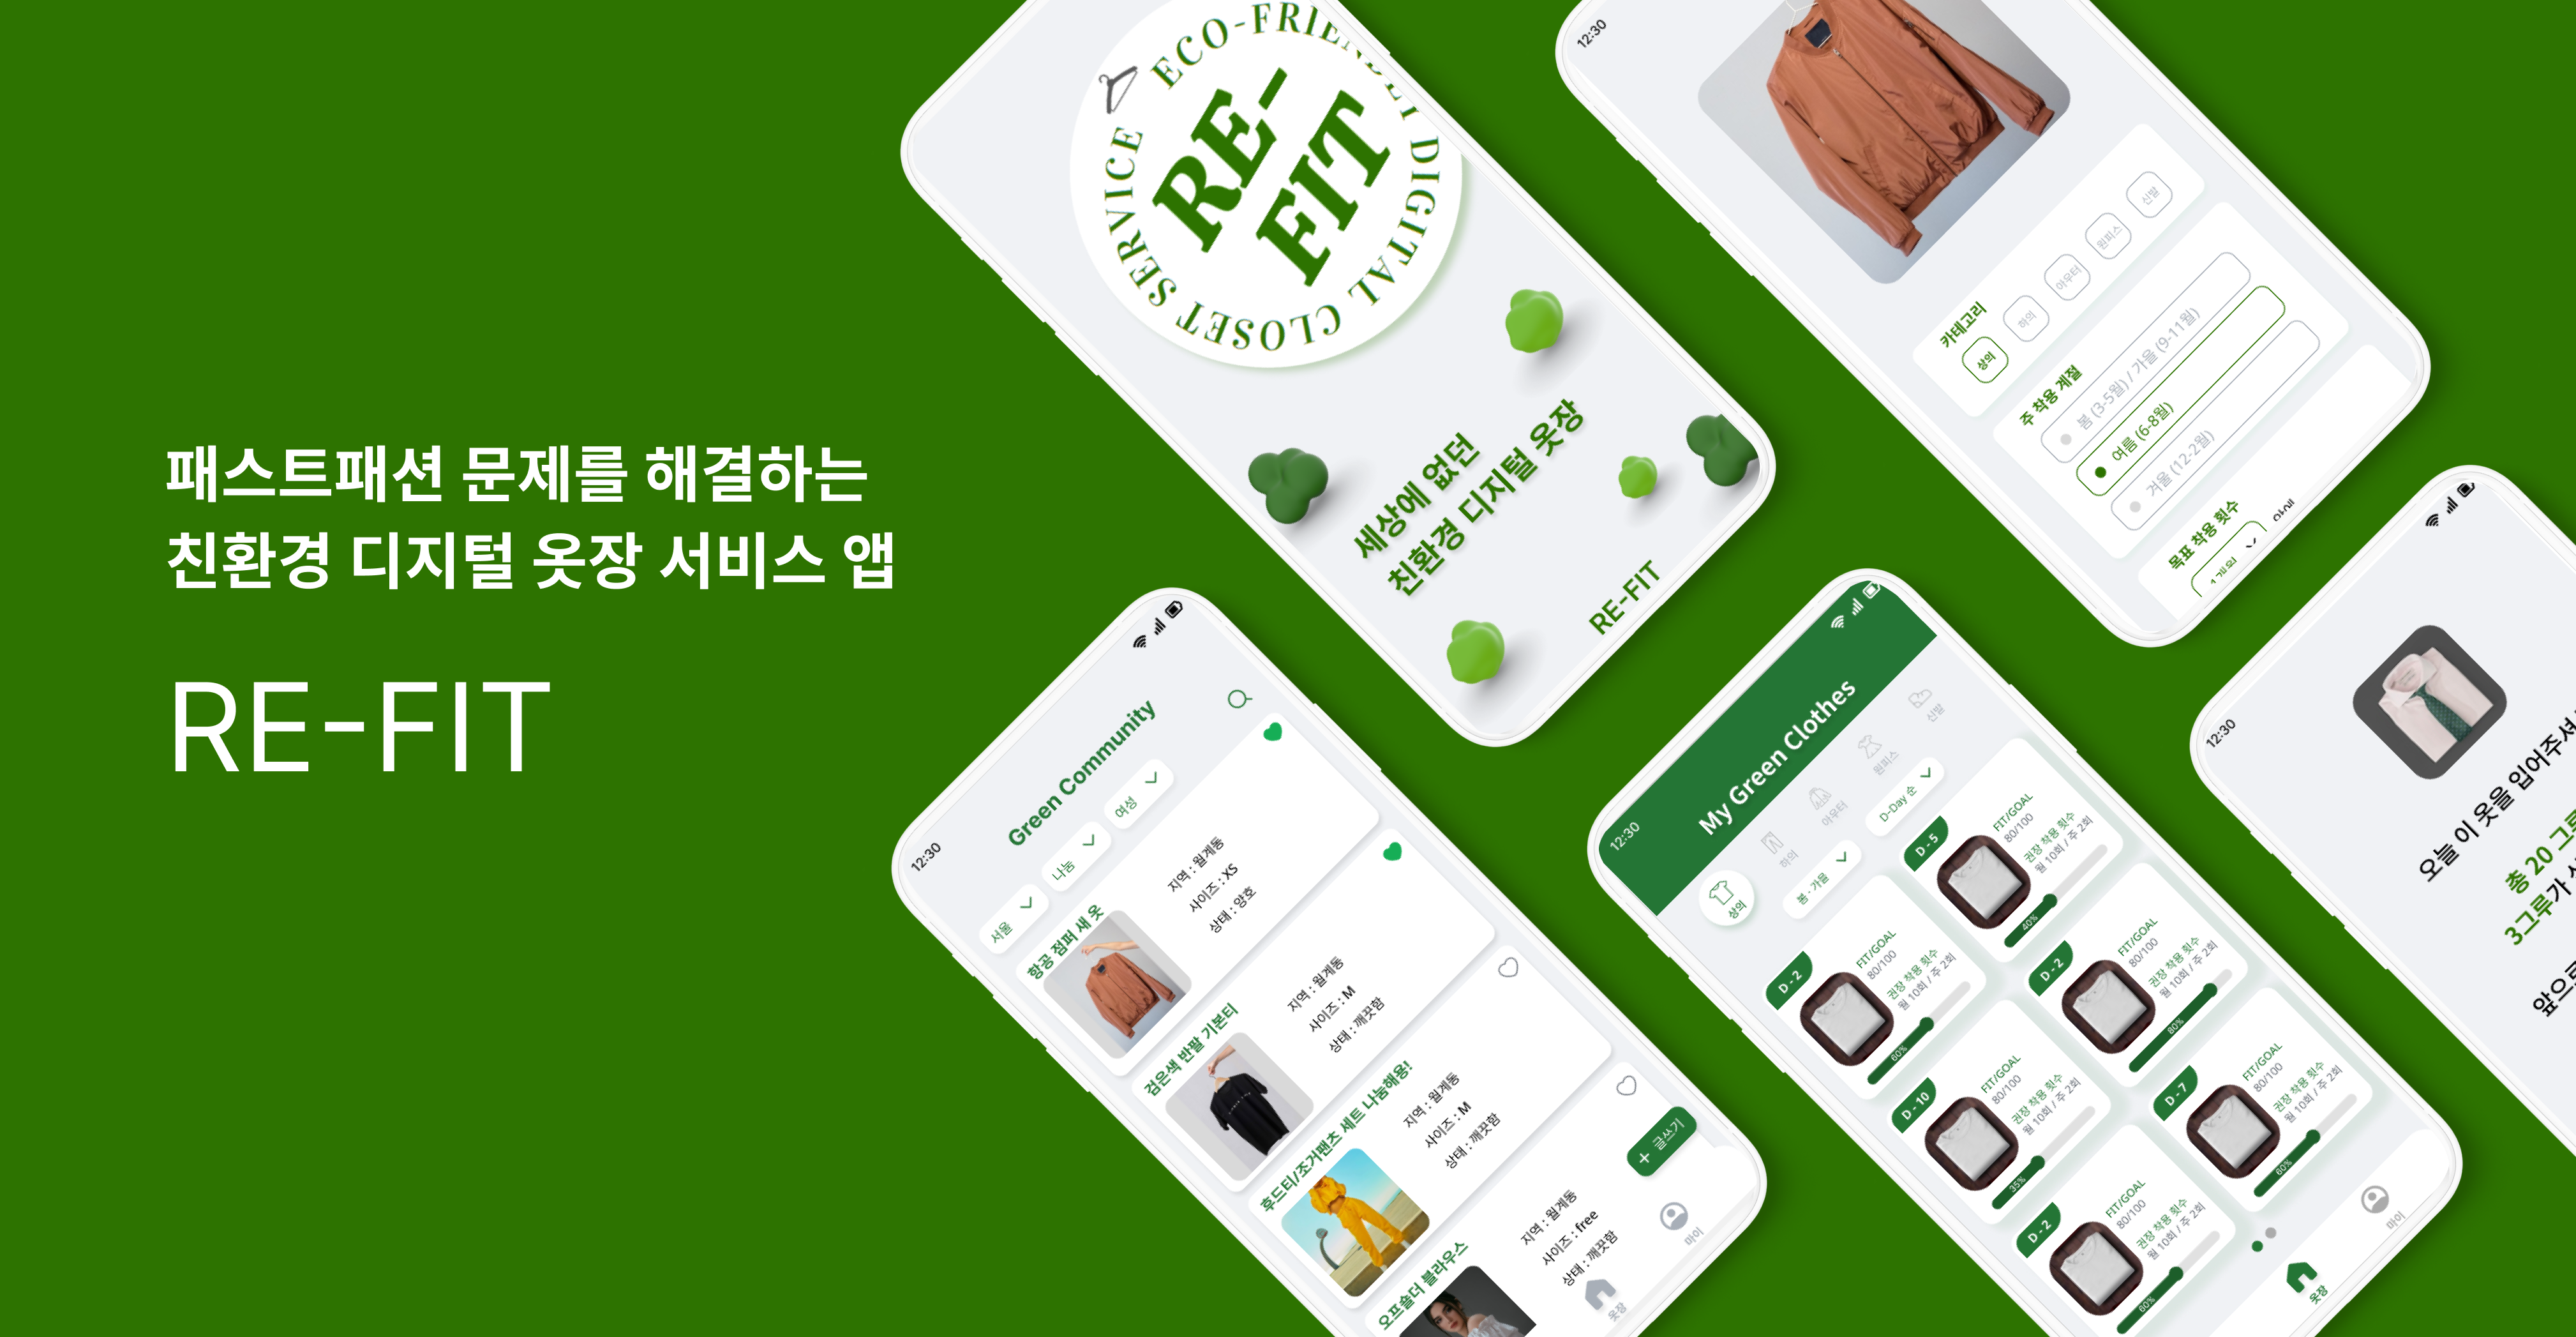 패스트패션 문제를 해결하는
친환경 디지털 옷장 서비스 앱
RE-FIT
ECO-FRIENDLY DIGITAL CLOSET SERVICE
RE-
FIT
세상에 없던
친환경 디지털 옷장
RE-FIT
12:30
카테고리
상의
하의
아우터
원피스
신발
주 착용 계절
봄 (3-5월) / 가을 (9-11월)
여름 (6-8월)
겨울 (12-2월)
목표 착용 횟수
12:30
Green Community
서울
나눔
여성
항공 점퍼 새 옷
지역 : 월계동
사이즈 : XS
상태 : 양호
검은색 반팔 기본티
지역 : 월계동
사이즈 : M
상태 : 깨끗함
후드티/조거팬츠 세트 나눔해용!
지역 : 월계동
사이즈 : M
상태 : 깨끗함
오프숄더 블라우스
지역 : 월계동
사이즈 : free
상태 : 깨끗함
+ 글쓰기
옷장
마이
12:30
My Green Clothes
상의
하의
아우터
원피스
신발
봄 · 가을
D-Day 순
D - 2
FIT/GOAL
80/100
권장 착용 횟수
월 10회 / 주 2회
60%
D - 5
FIT/GOAL
80/100
권장 착용 횟수
월 10회 / 주 2회
40%
D - 10
FIT/GOAL
80/100
권장 착용 횟수
월 10회 / 주 2회
35%
D - 2
FIT/GOAL
80/100
권장 착용 횟수
월 10회 / 주 2회
80%
D - 2
FIT/GOAL
80/100
권장 착용 횟수
월 10회 / 주 2회
60%
D - 7
FIT/GOAL
80/100
권장 착용 횟수
월 10회 / 주 2회
60%
옷장
마이
12:30
오늘 이 옷을 입어주셔
총 20 그루
3그루가
앞으로